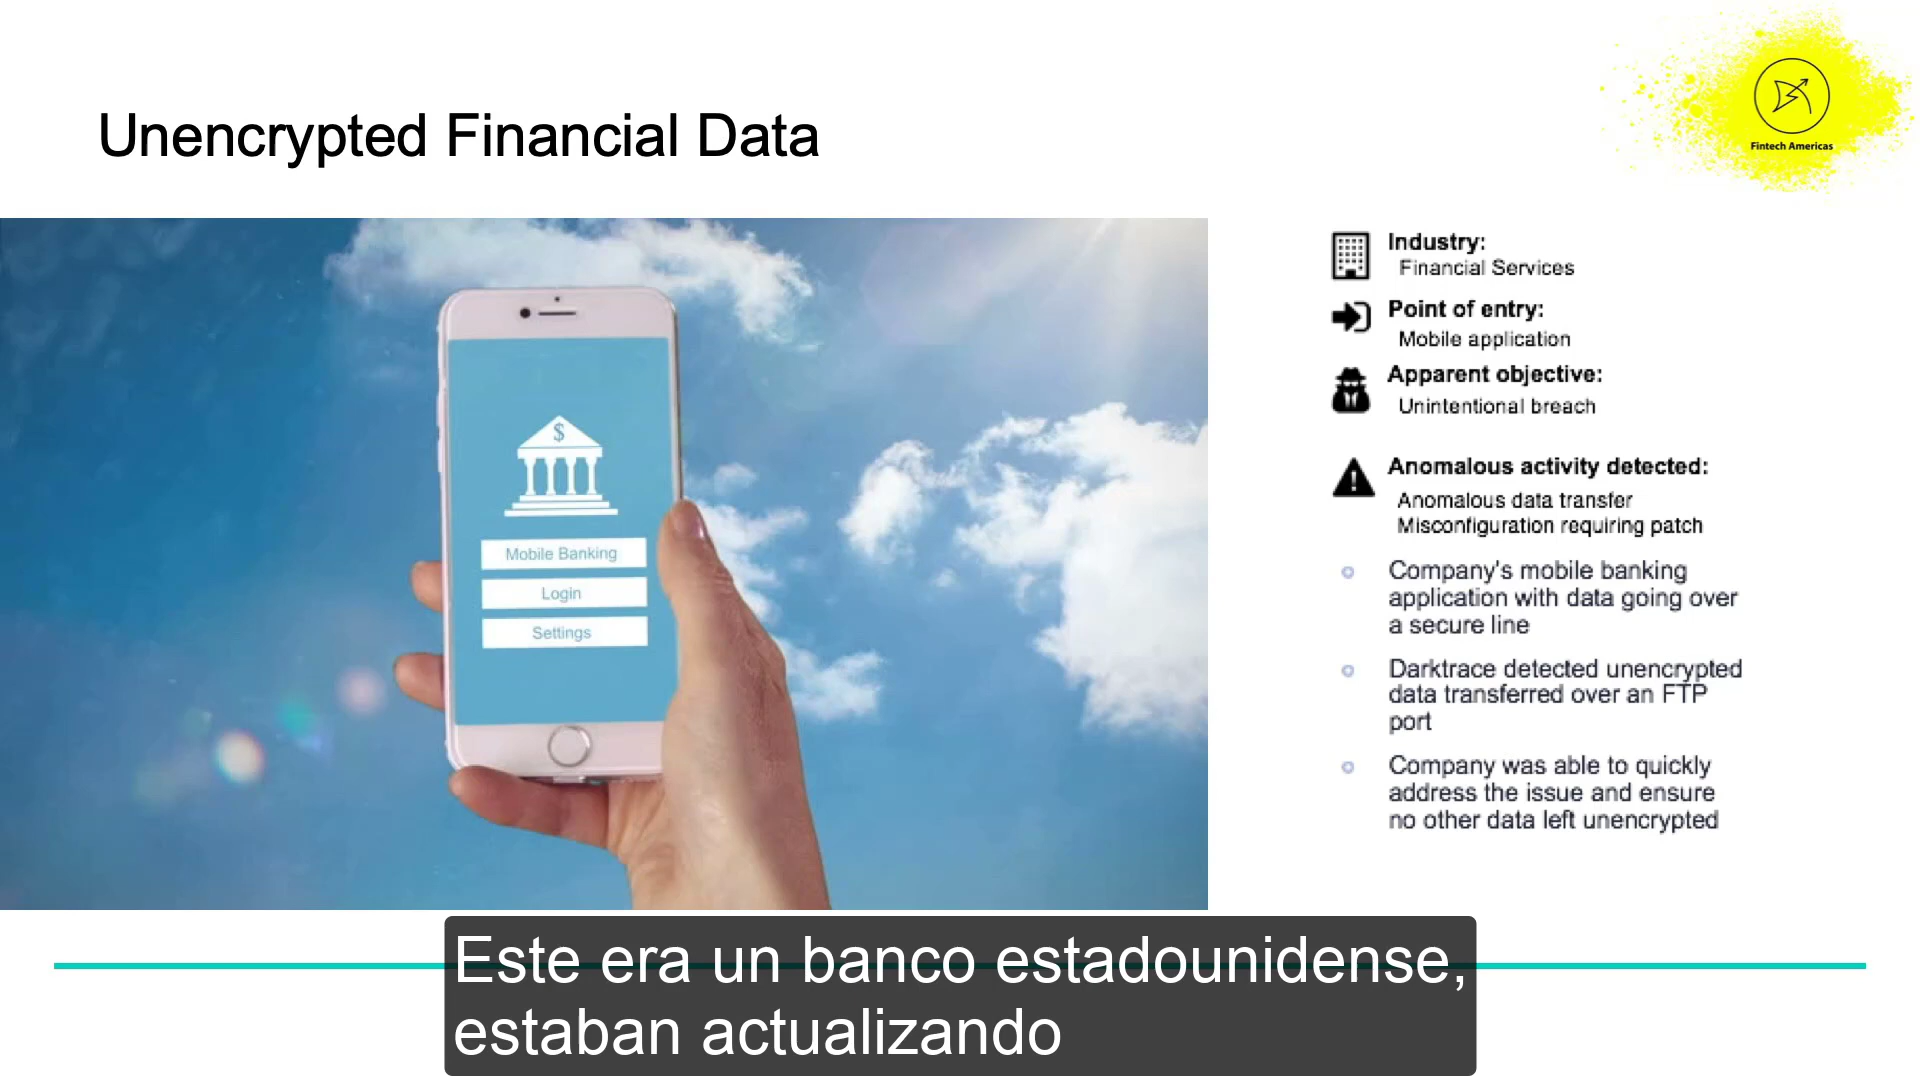 Unencrypted Financial Data
Fintech Americas
$
Mobile Banking
Login
Settings
Industry:
Financial Services
Point of entry:
Mobile application
Apparent objective:
Unintentional breach
Anomalous activity detected:
Anomalous data transfer
Misconfiguration requiring patch
Company's mobile banking
application with data going over
a secure line
Darktrace detected unencrypted
data transferred over an FTP
port
Company was able to quickly
address the issue and ensure
no other data left unencrypted
Este era un banco estadounidense,
estaban actualizando